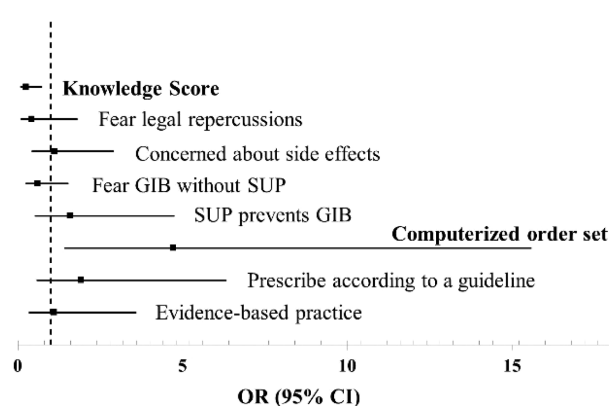 Knowledge Score
Fear legal repercussions
Concerned about side effects
Fear GIB without SUP
SUP prevents GIB
Computerized order set
Prescribe according to a guideline
Evidence-based practice
0 5 10 15
OR (95% CI)